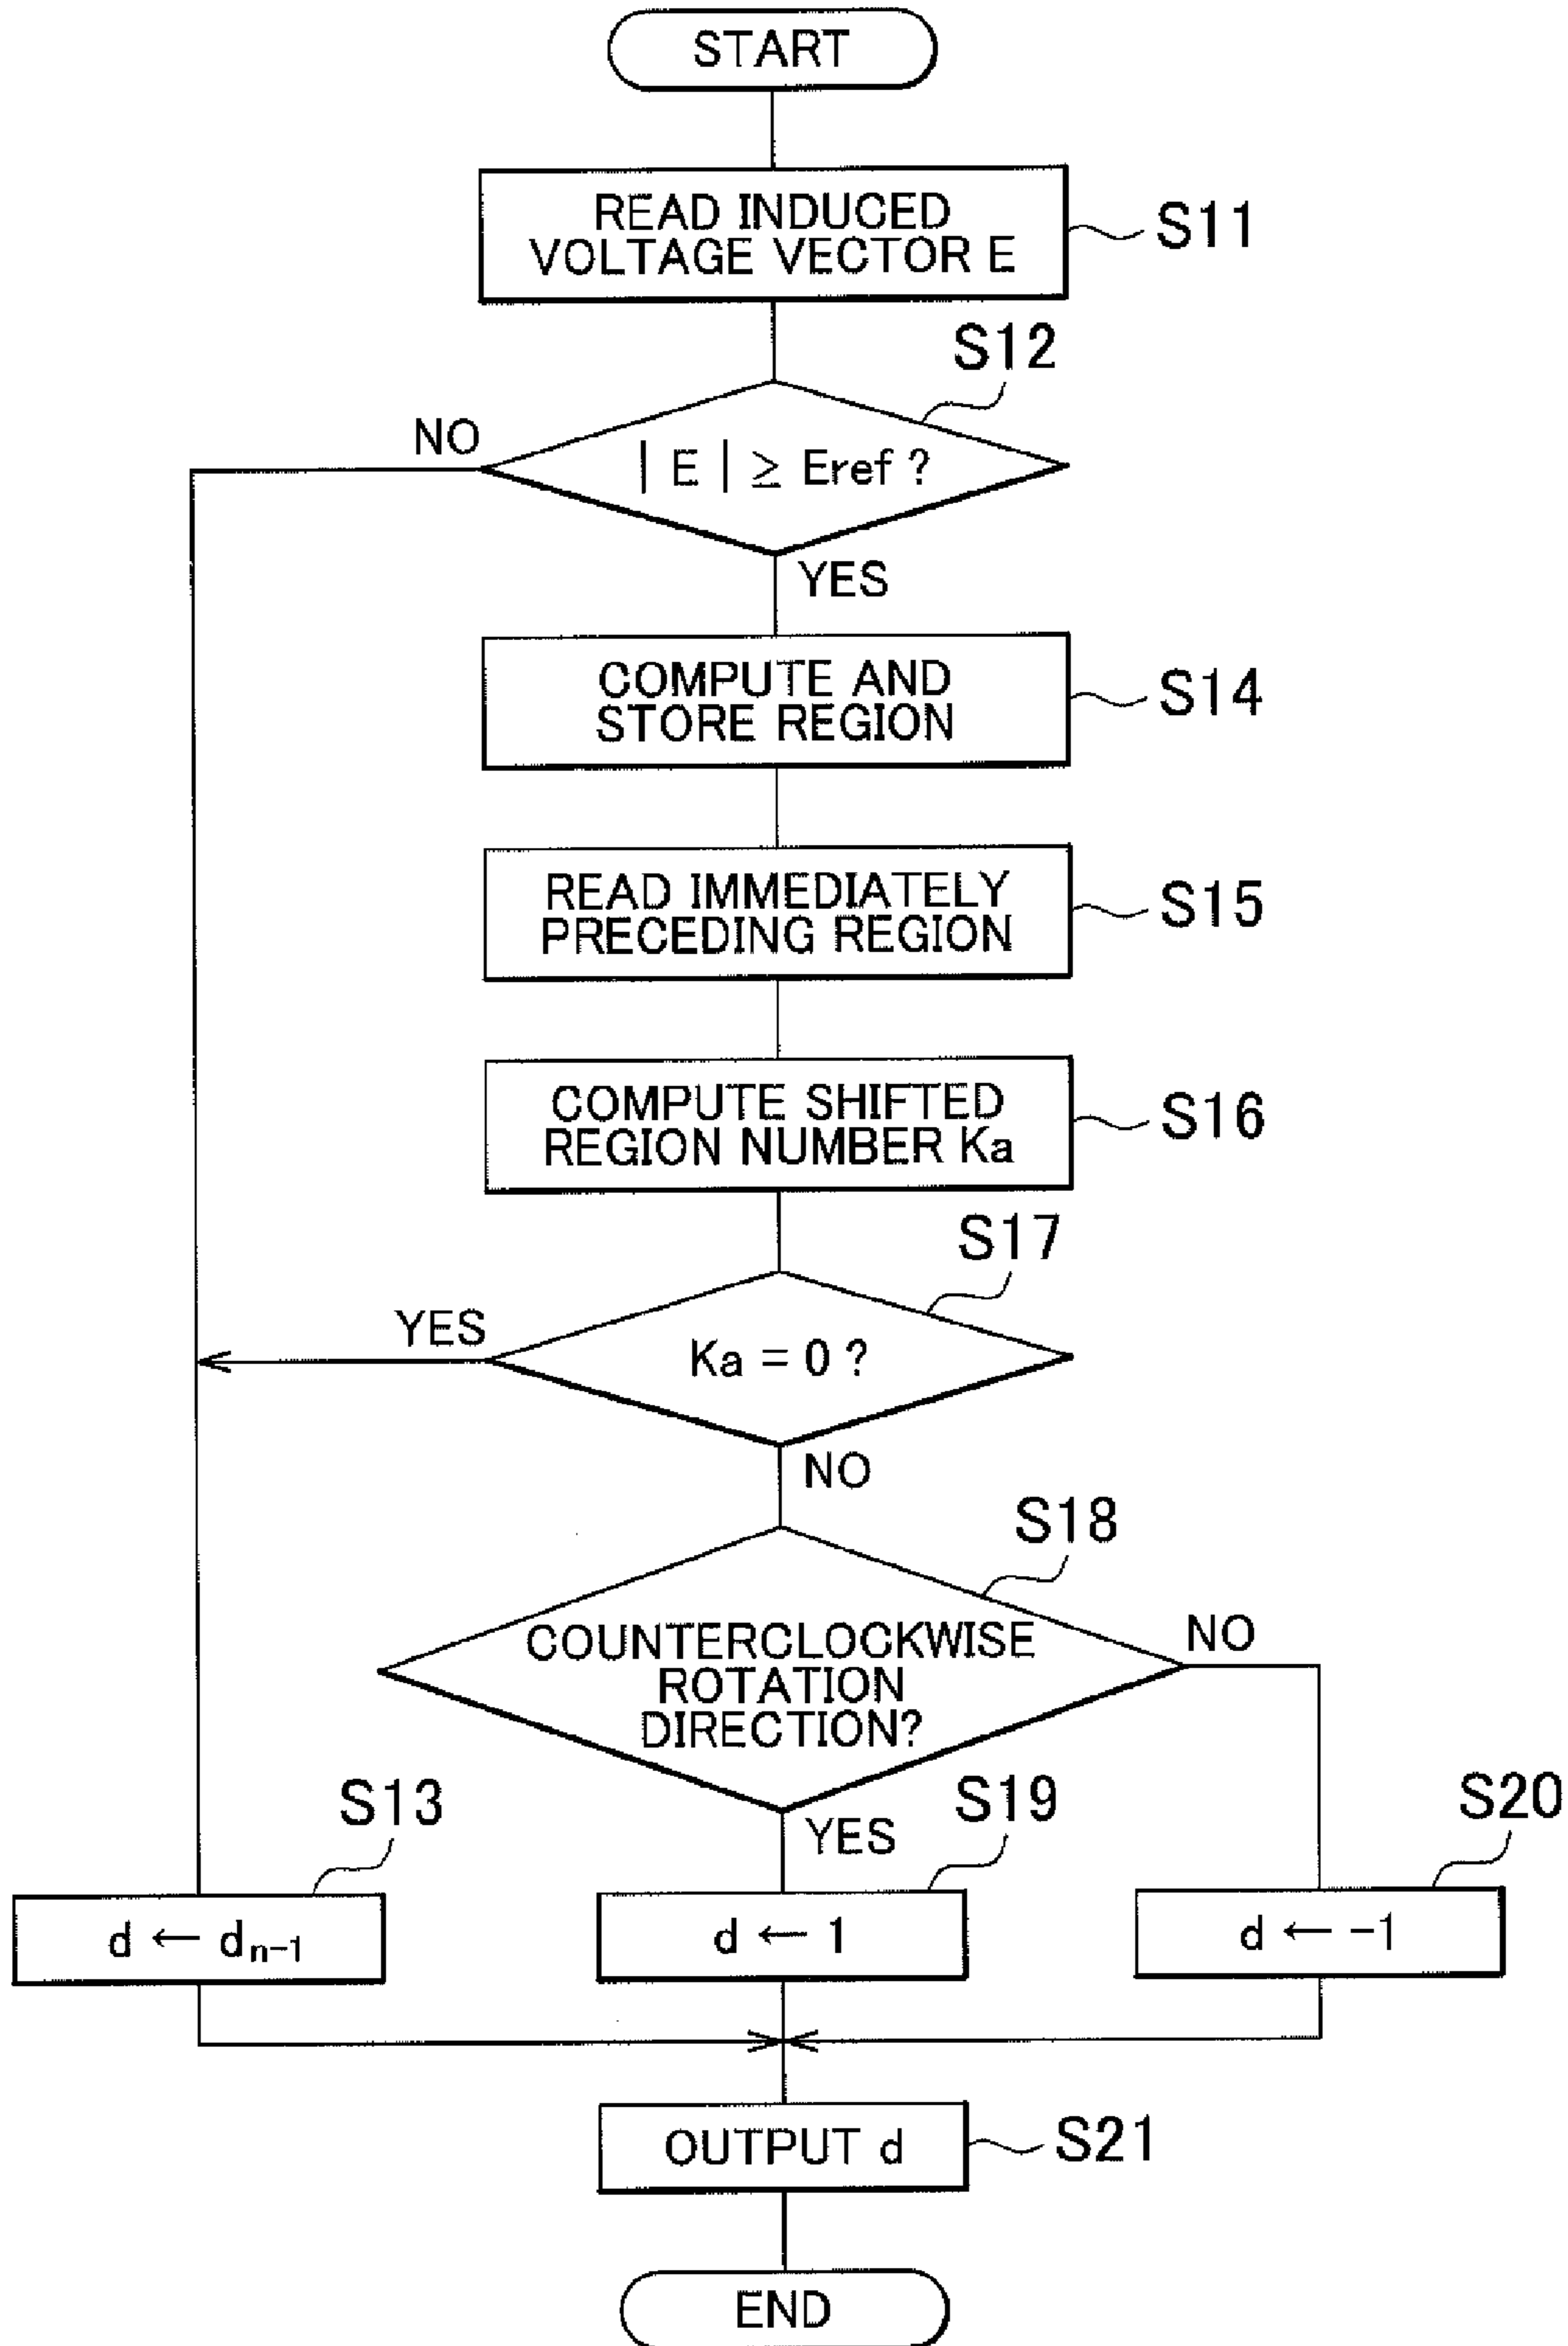 START
READ INDUCED
VOLTAGE VECTOR E
S11
S12
NO
| E | ≥ Eref ?
YES
COMPUTE AND
STORE REGION
S14
READ IMMEDIATELY
PRECEDING REGION
S15
COMPUTE SHIFTED
REGION NUMBER Ka
S16
S17
YES
Ka = 0 ?
NO
S18
COUNTERCLOCKWISE
ROTATION
DIRECTION?
NO
YES
S13
S19
S20
d ← dn-1
d ← 1
d ← -1
OUTPUT d
S21
END